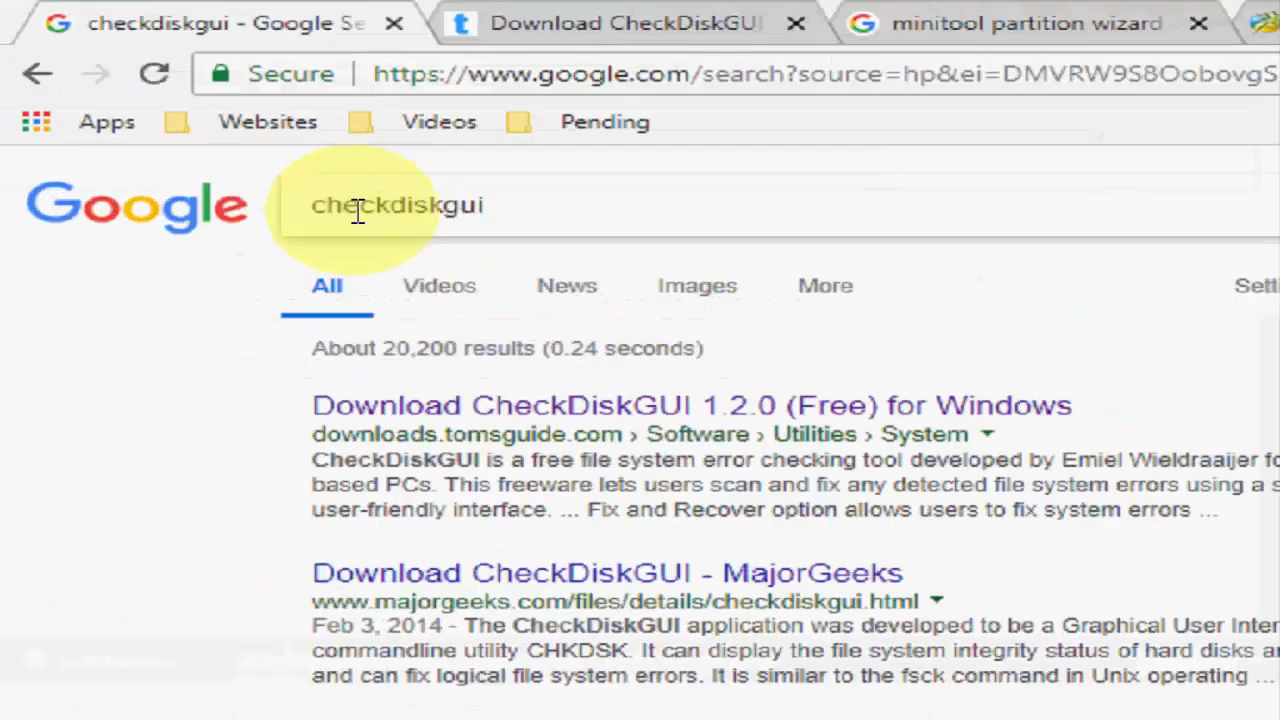 checkdiskgui - Google Se
Download CheckDiskGUI
minitool partition wizard
Secure | https://www.google.com/search?source=hp&ei=DMVRW9S8OobovgS
Apps Websites Videos Pending
Google checkdiskgui
All Videos News Images More Setti
About 20,200 results (0.24 seconds)
Download CheckDiskGUI 1.2.0 (Free) for Windows
downloads.tomsguide.com › Software › Utilities › System
CheckDiskGUI is a free file system error checking tool developed by Emiel Wieldraaijer fo
based PCs. This freeware lets users scan and fix any detected file system errors using a s
user-friendly interface. ... Fix and Recover option allows users to fix system errors ...
Download CheckDiskGUI - MajorGeeks
www.majorgeeks.com/files/details/checkdiskgui.html
Feb 3, 2014 - The CheckDiskGUI application was developed to be a Graphical User Inter
commandline utility CHKDSK. It can display the file system integrity status of hard disks a
and can fix logical file system errors. It is similar to the fsck command in Unix operating ...